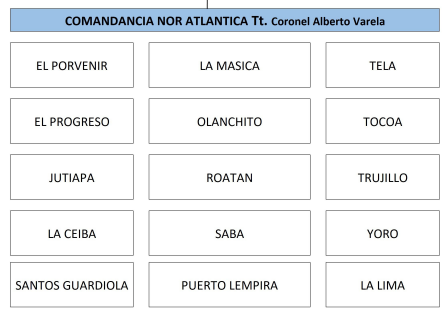 COMANDANCIA NOR ATLANTICA Tt. Coronel Alberto Varela
EL PORVENIR LA MASICA TELA
EL PROGRESO OLANCHITO TOCOA
JUTIAPA ROATAN TRUJILLO
LA CEIBA SABA YORO
SANTOS GUARDIOLA PUERTO LEMPIRA LA LIMA